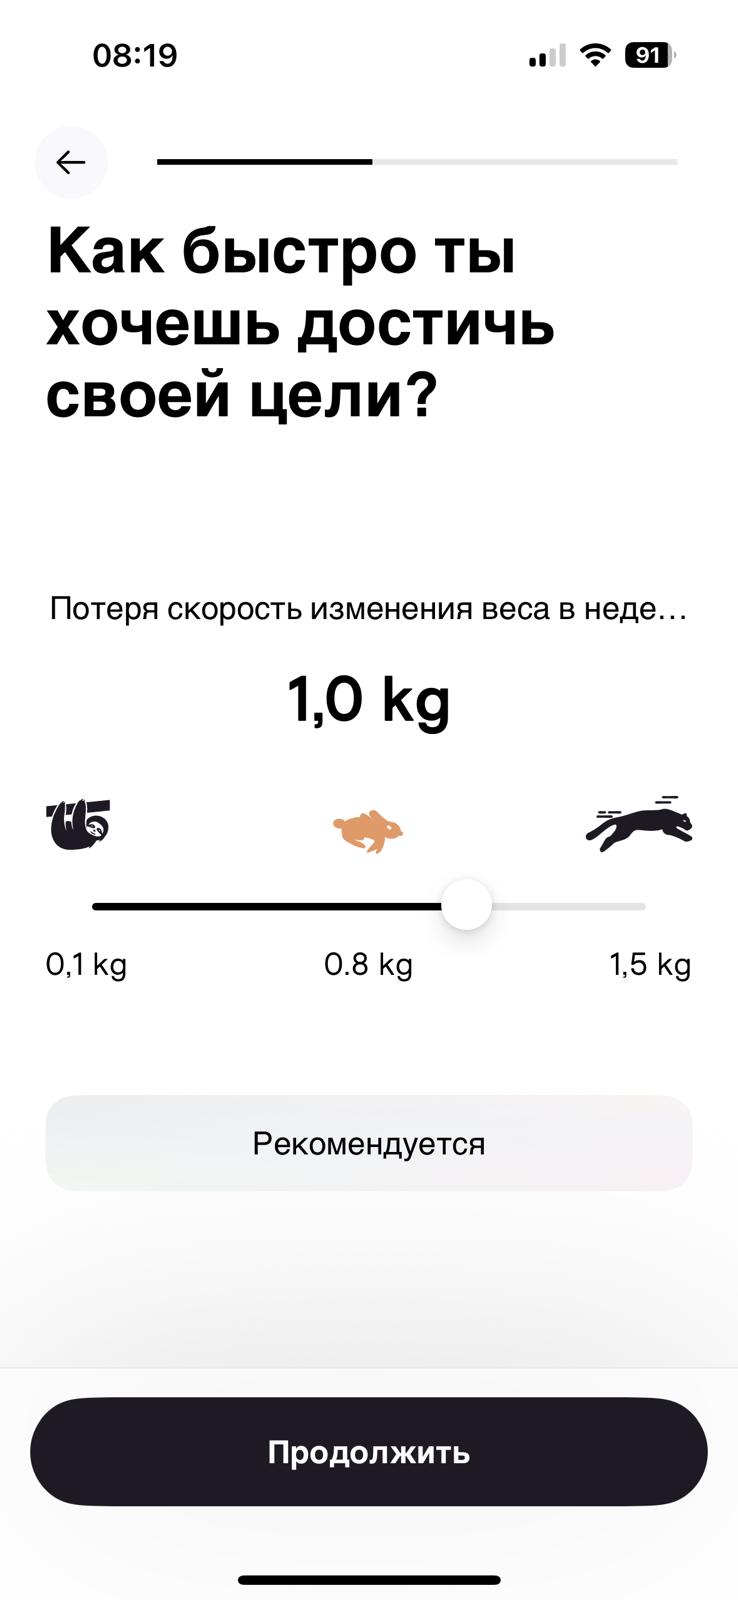 08:19
91
Как быстро ты
хочешь достичь
своей цели?
Потеря скорость изменения веса в неде...
1,0 kg
0,1 kg
0.8 kg
1,5 kg
Рекомендуется
Продолжить